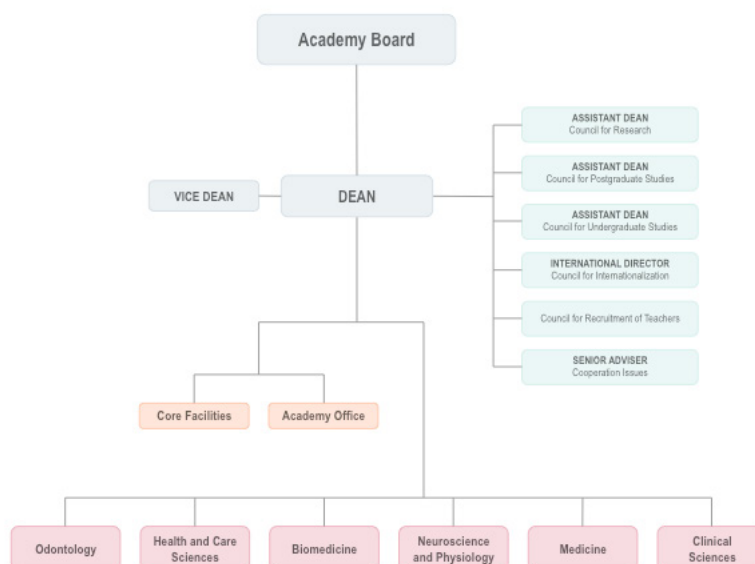 Academy Board
ASSISTANT DEAN
Council for Research
ASSISTANT DEAN
Council for Postgraduate Studies
VICE DEAN
DEAN
ASSISTANT DEAN
Council for Undergraduate Studies
INTERNATIONAL DIRECTOR
Council for Internationalization
Council for Recruitment of Teachers
SENIOR ADVISER
Cooperation Issues
Core Facilities
Academy Office
Odontology
Health and Care
Sciences
Biomedicine
Neuroscience
and Physiology
Medicine
Clinical
Sciences